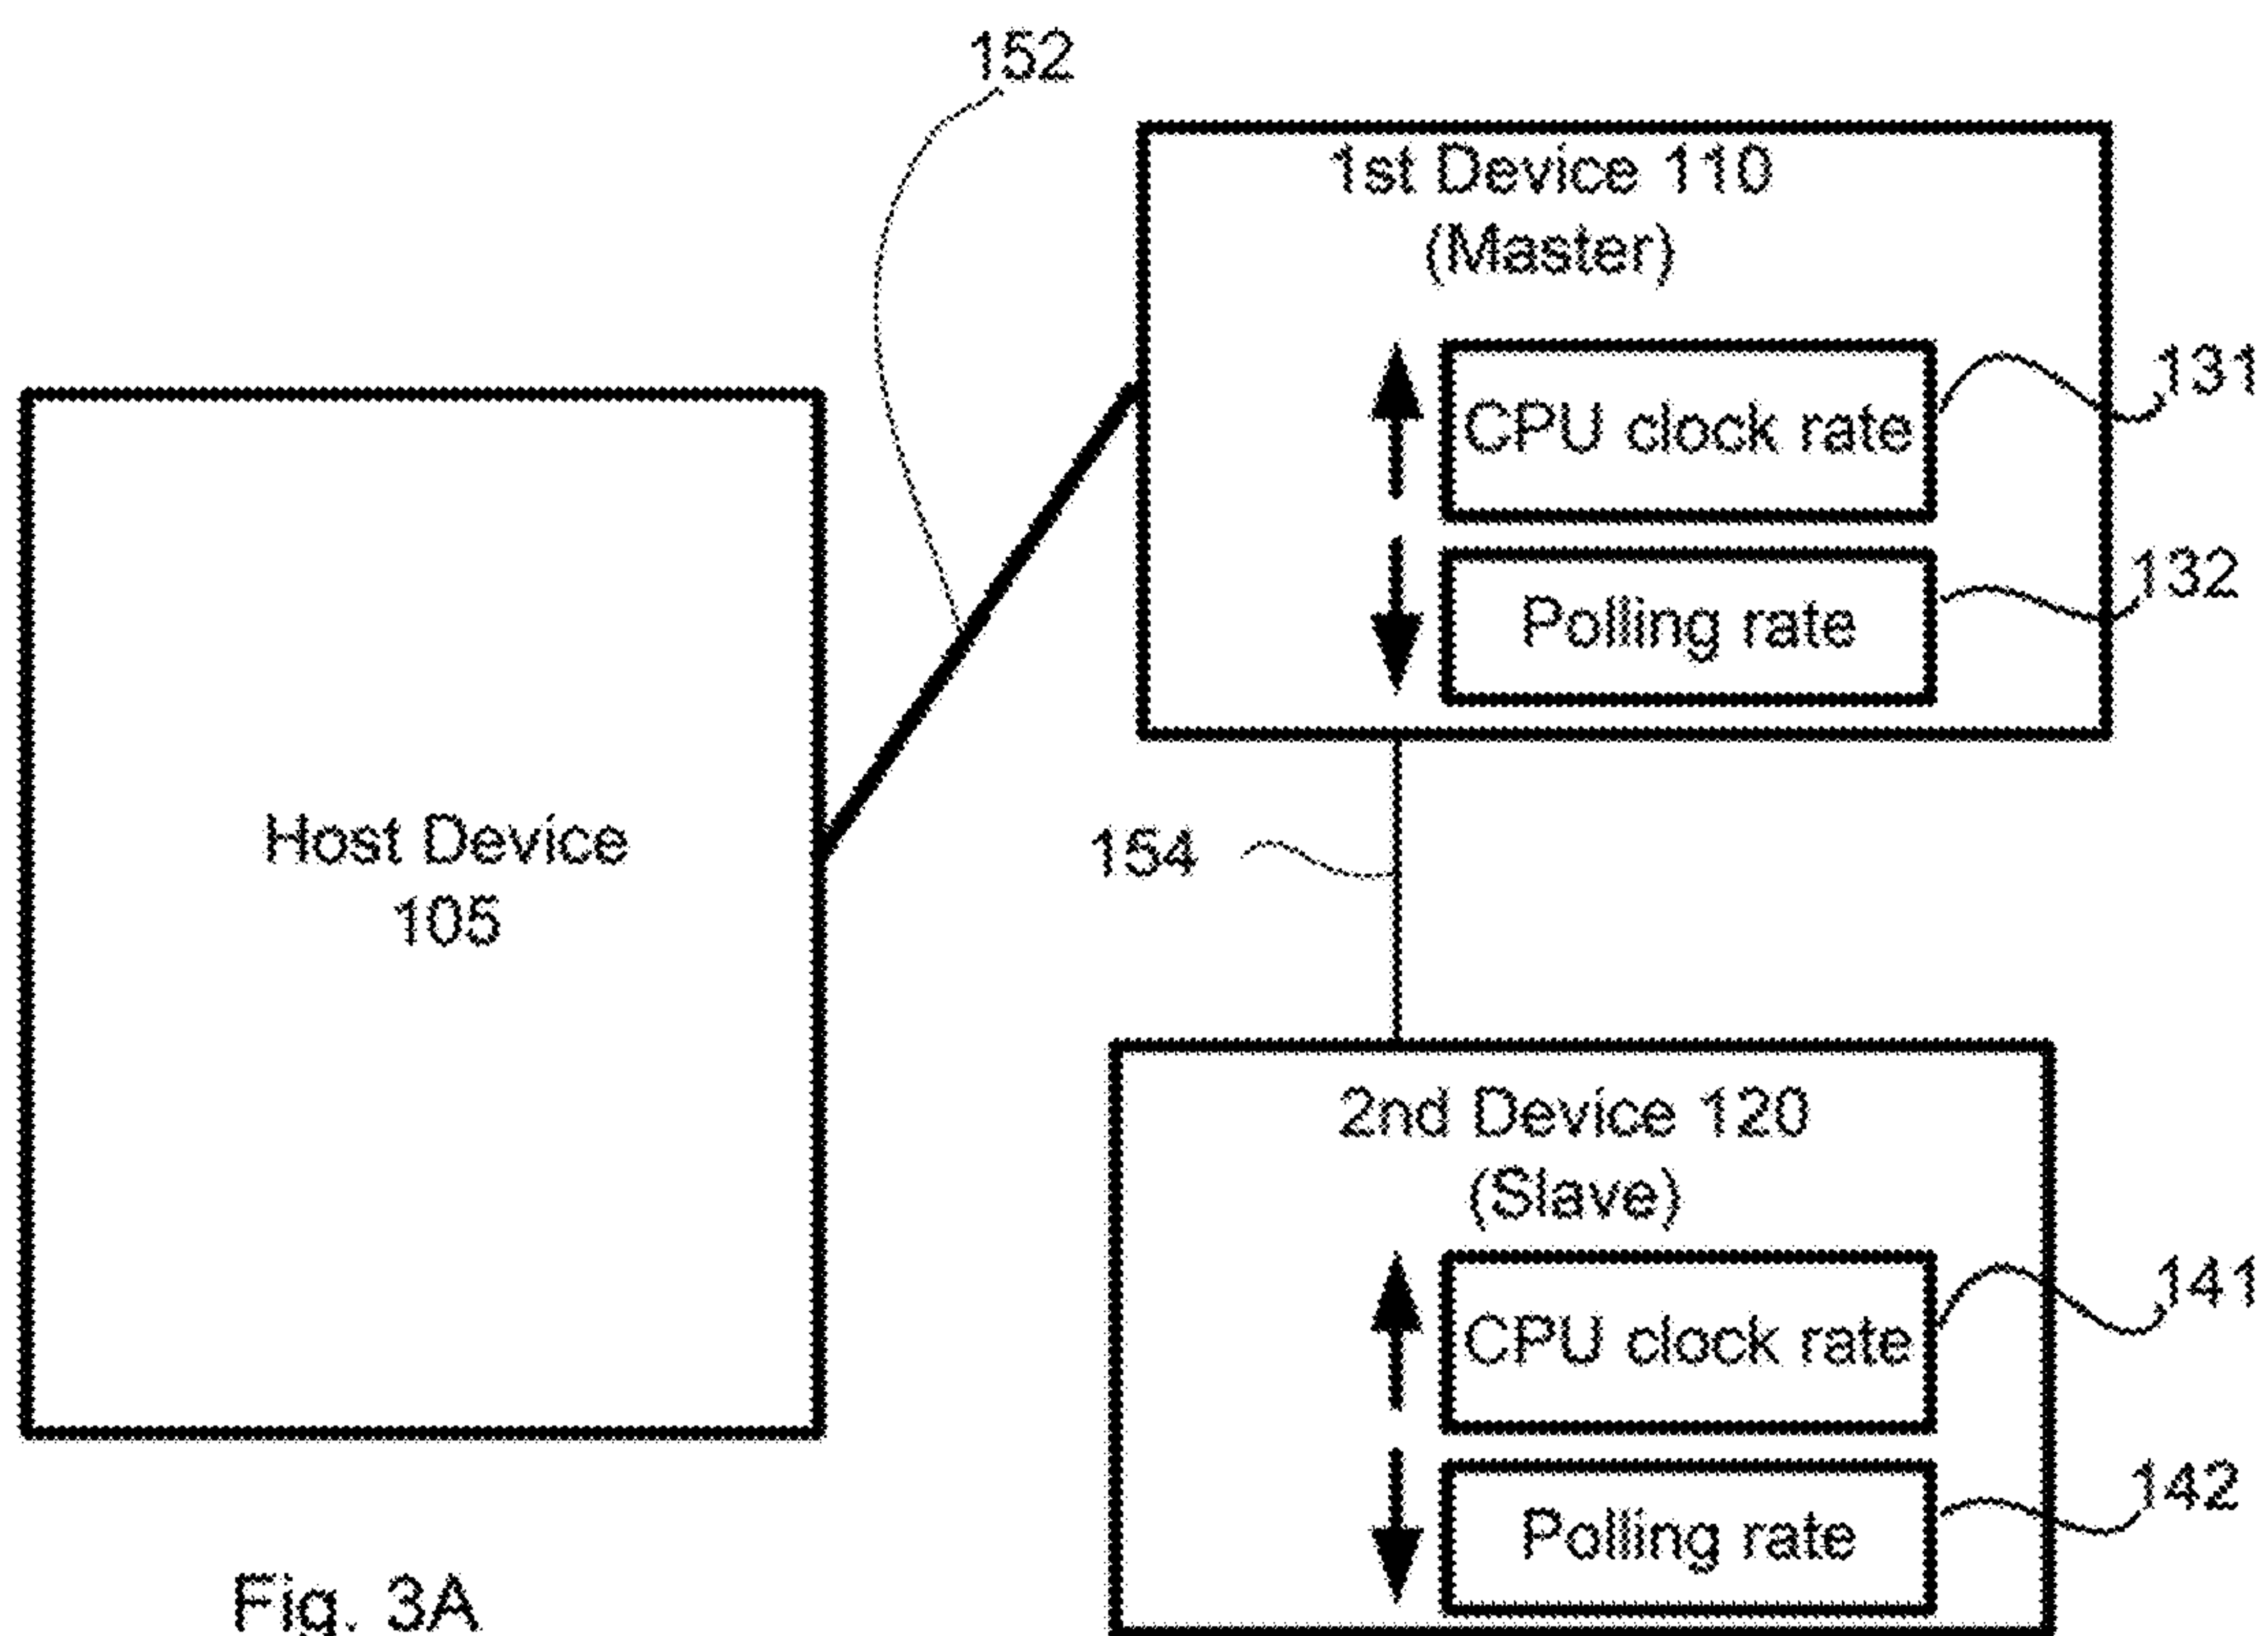 152
1st Device 110
(Master)
CPU clock rate
131
Polling rate
132
Host Device
105
154
2nd Device 120
(Slave)
CPU clock rate
141
Polling rate
142
Fig. 3A